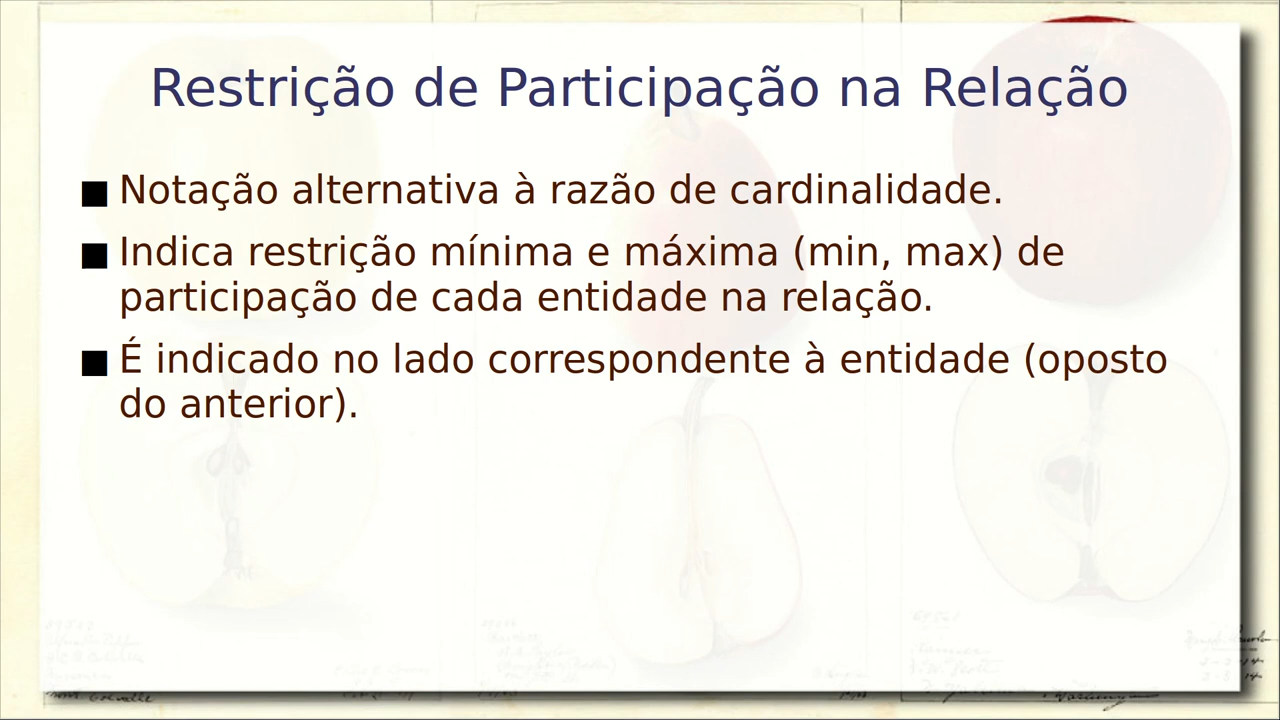 Restrição de Participação na Relação
■ Notação alternativa à razão de cardinalidade.
■ Indica restrição mínima e máxima (min, max) de
participação de cada entidade na relação.
■ É indicado no lado correspondente à entidade (oposto
do anterior).